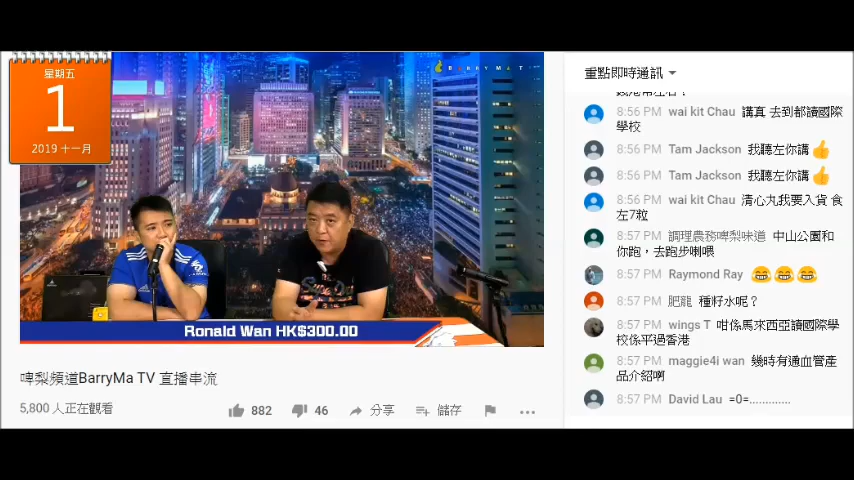 星期五
1
2019 十一月
BARRYMAT
Ronald Wan HK$300.00
啤梨頻道BarryMa TV 直播串流
5,800 人正在觀看
882
46
分享
儲存
重點即時通訊
8:56 PM wai kit Chau 講真 去到都讀國際
學校
8:56 PM Tam Jackson 我聽左你講👍
8:56 PM Tam Jackson 我聽左你講👍
8:56 PM wai kit Chau 清心丸我要入貨 食
左7粒
8:57 PM 調理農務啤梨味道 中山公園和
你跑，去跑步喇喂
8:57 PM Raymond Ray 😂😂😂
8:57 PM 肥龍 種籽水呢？
8:57 PM wings T 咁係馬來西亞讀國際學
校係平過香港
8:57 PM maggie4i wan 幾時有通血管產
品介紹啊
8:57 PM David Lau =0=.............